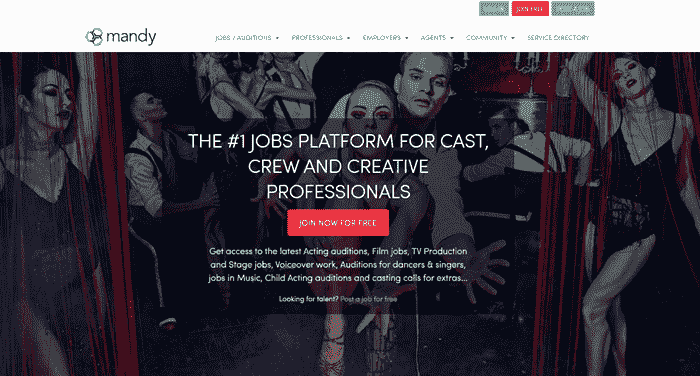 JOIN FREE
mandy
JOBS / AUDITIONS PROFESSIONALS EMPLOYERS AGENTS COMMUNITY SERVICE DIRECTORY
THE #1 JOBS PLATFORM FOR CAST,
CREW AND CREATIVE
PROFESSIONALS
JOIN NOW FOR FREE
Get access to the latest Acting auditions, Film jobs, TV Production
and Stage jobs, Voiceover work, Auditions for dancers & singers,
jobs in Music, Child Acting auditions and casting calls for extras...
Looking for talent? Post a job for free